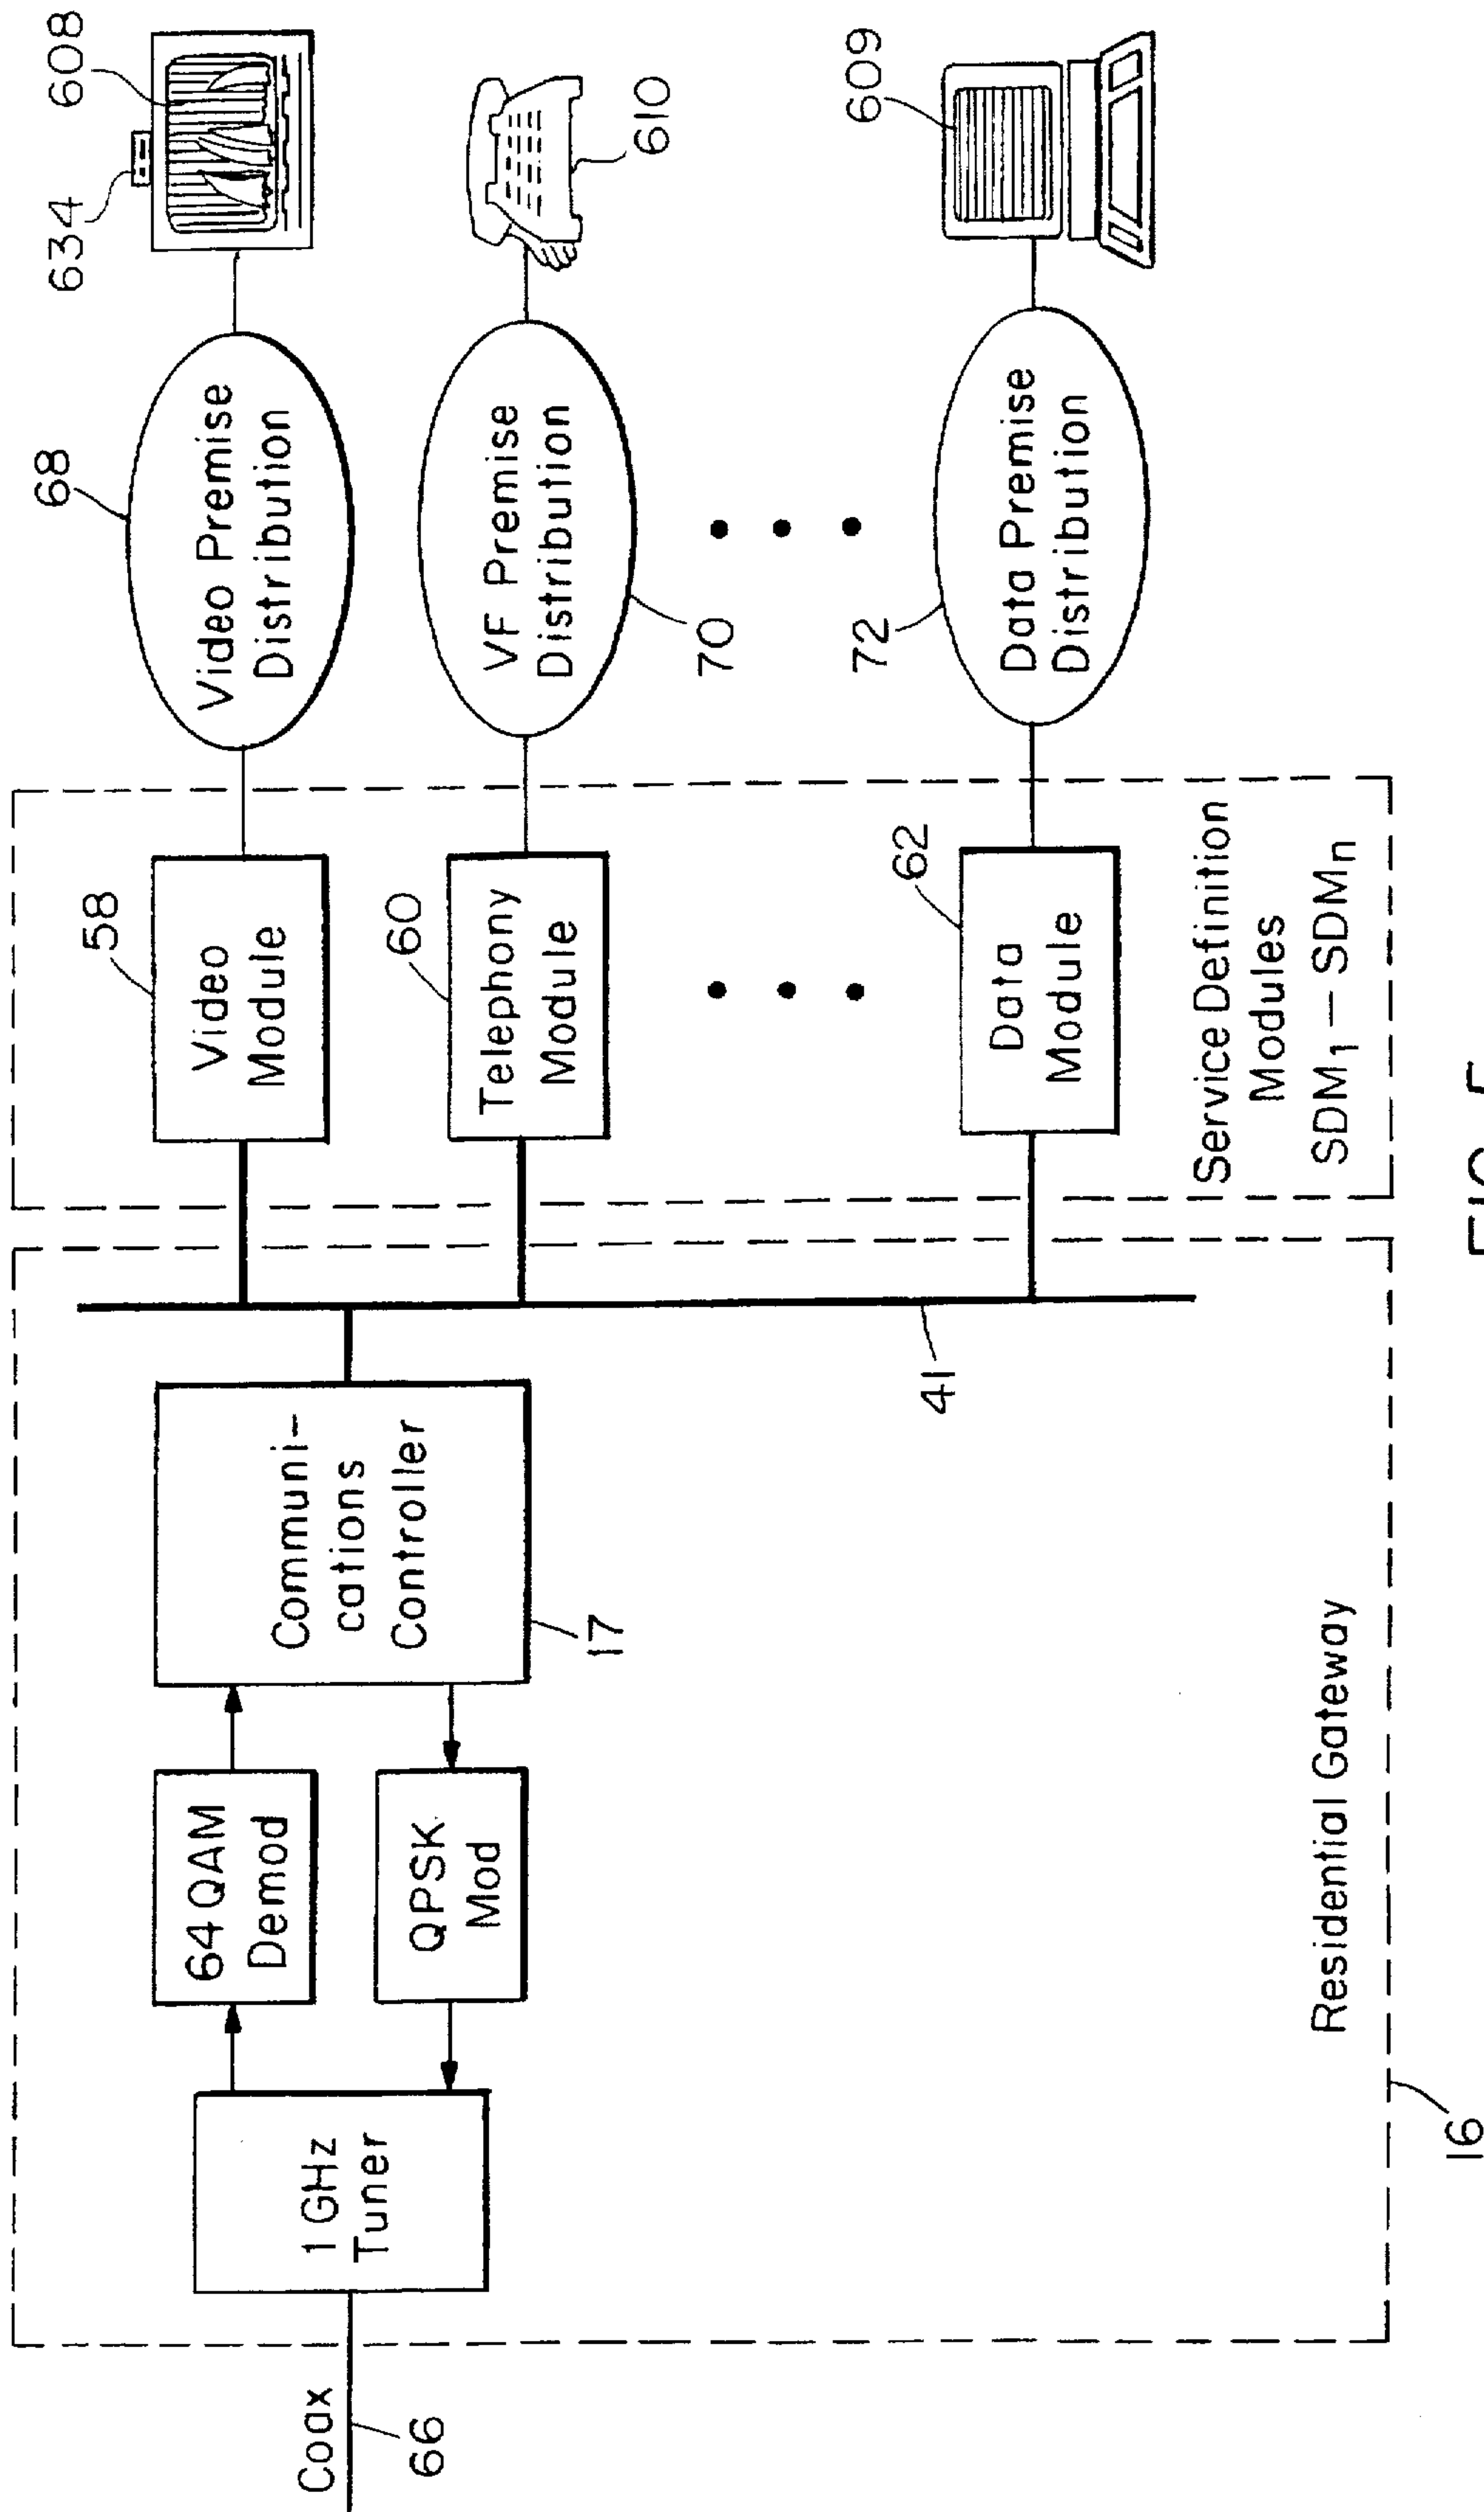 Coax
66
1 GHz
Tuner
64 QAM
Demod
QPSK
Mod
Communi-
cations
Controller
17
41
Residential Gateway
16
58
Video
Module
60
Telephony
Module
62
Data
Module
Service Definition
Modules
SDM1 – SDMn
68
Video Premise
Distribution
VF Premise
Distribution
70
72
Data Premise
Distribution
634
608
610
609